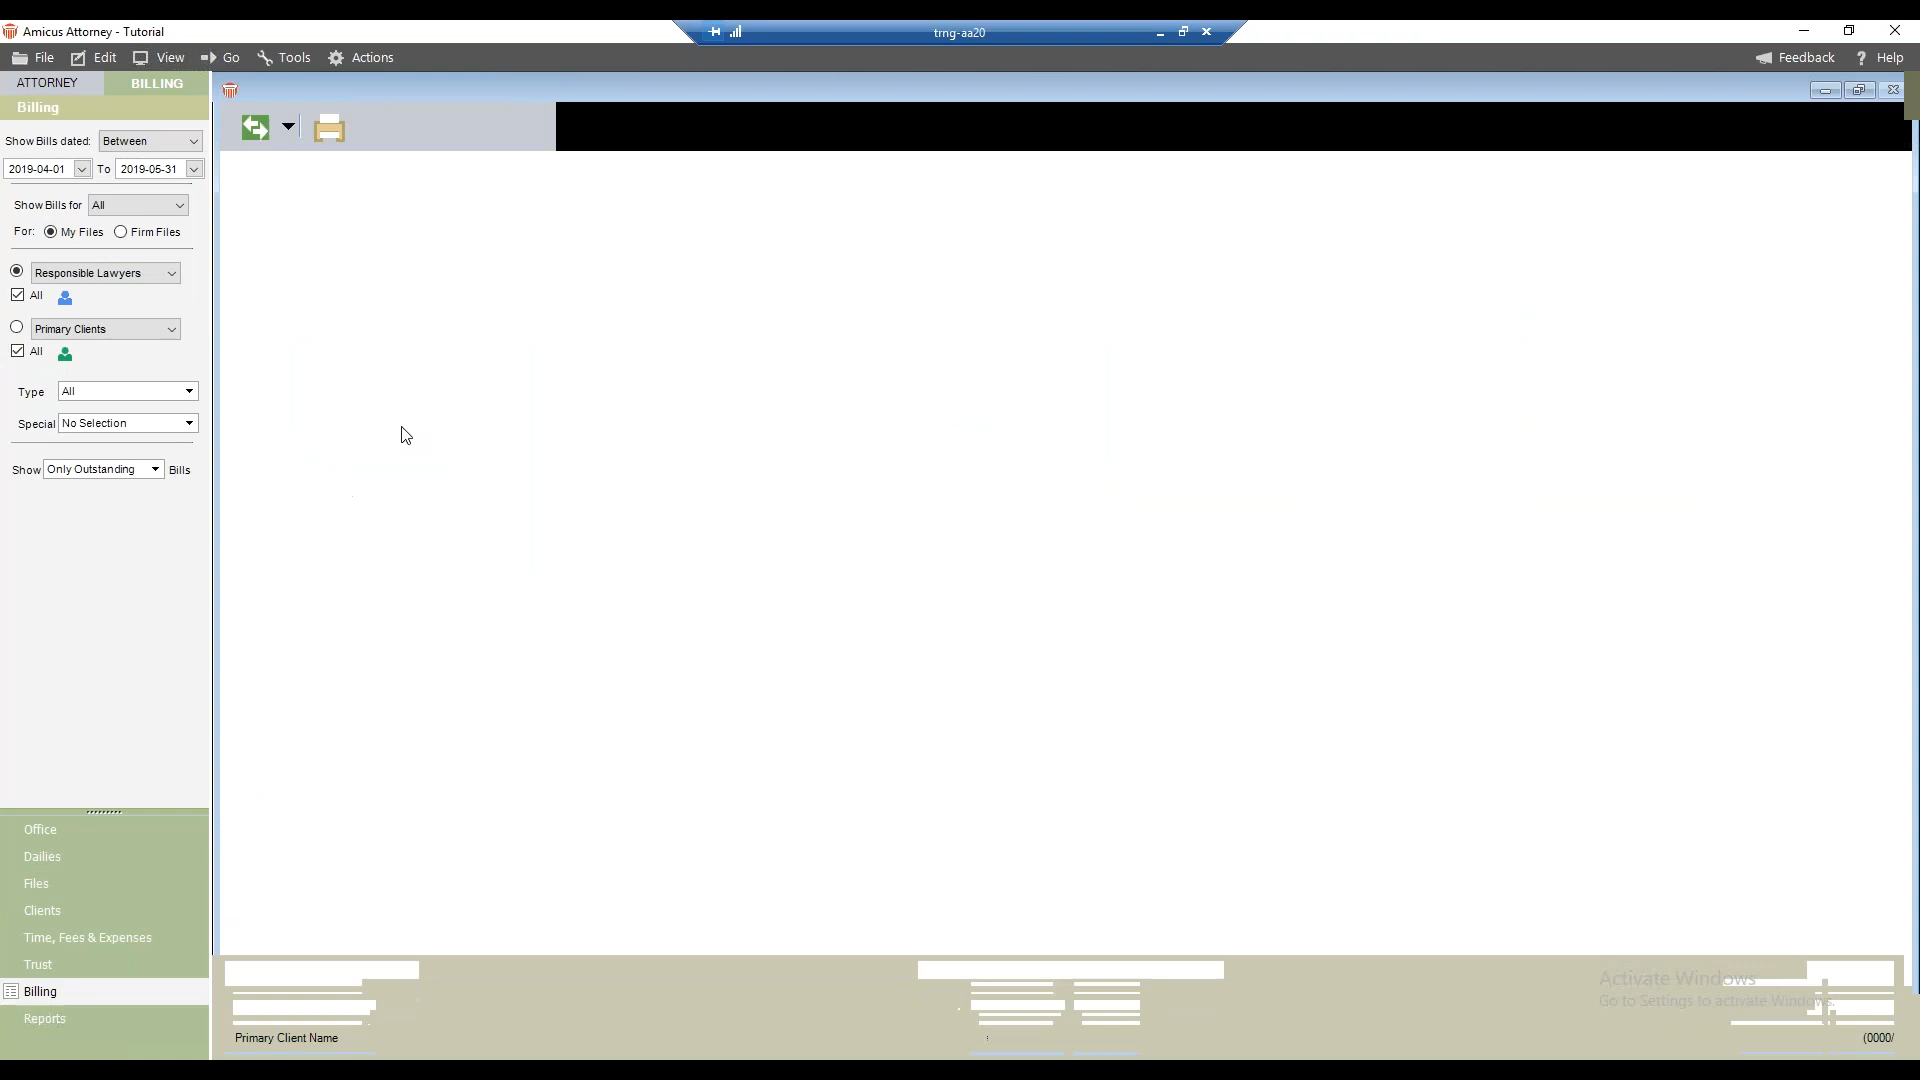 Amicus Attorney - Tutorial
trng-aa20
File Edit View Go Tools Actions Feedback ? Help
ATTORNEY BILLING
Billing
Show Bills dated: Between
2019-04-01 To 2019-05-31
Show Bills for All
For: My Files Firm Files
Responsible Lawyers
All
Primary Clients
All
Type All
Special No Selection
Show Only Outstanding Bills
Office
Dailies
Files
Clients
Time, Fees & Expenses
Trust
Billing
Reports
Activate Windows
Go to Settings to activate Windows.
Primary Client Name
(0000/